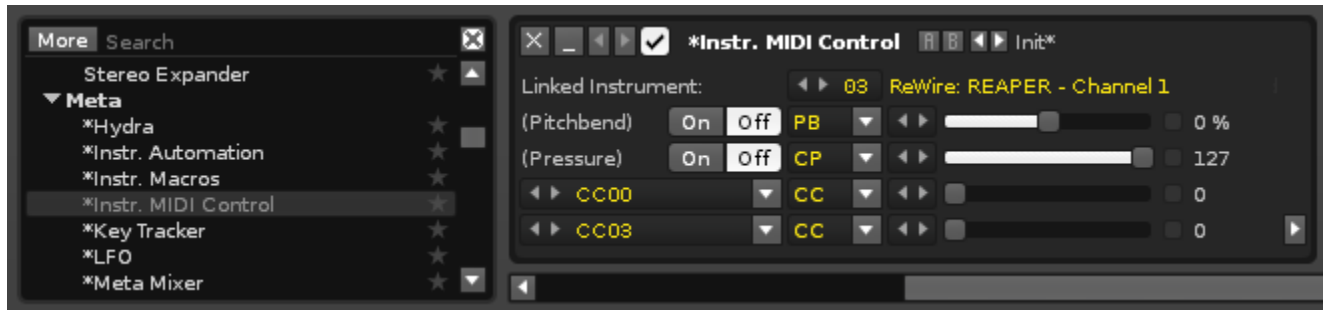 More Search
Stereo Expander
Meta
*Hydra
*Instr. Automation
*Instr. Macros
*Instr. MIDI Control
*Key Tracker
*LFO
*Meta Mixer
*Instr. MIDI Control A B Init*
Linked Instrument: 03 ReWire: REAPER - Channel 1
(Pitchbend) On Off PB 0 %
(Pressure) On Off CP 127
CC00 CC 0
CC03 CC 0